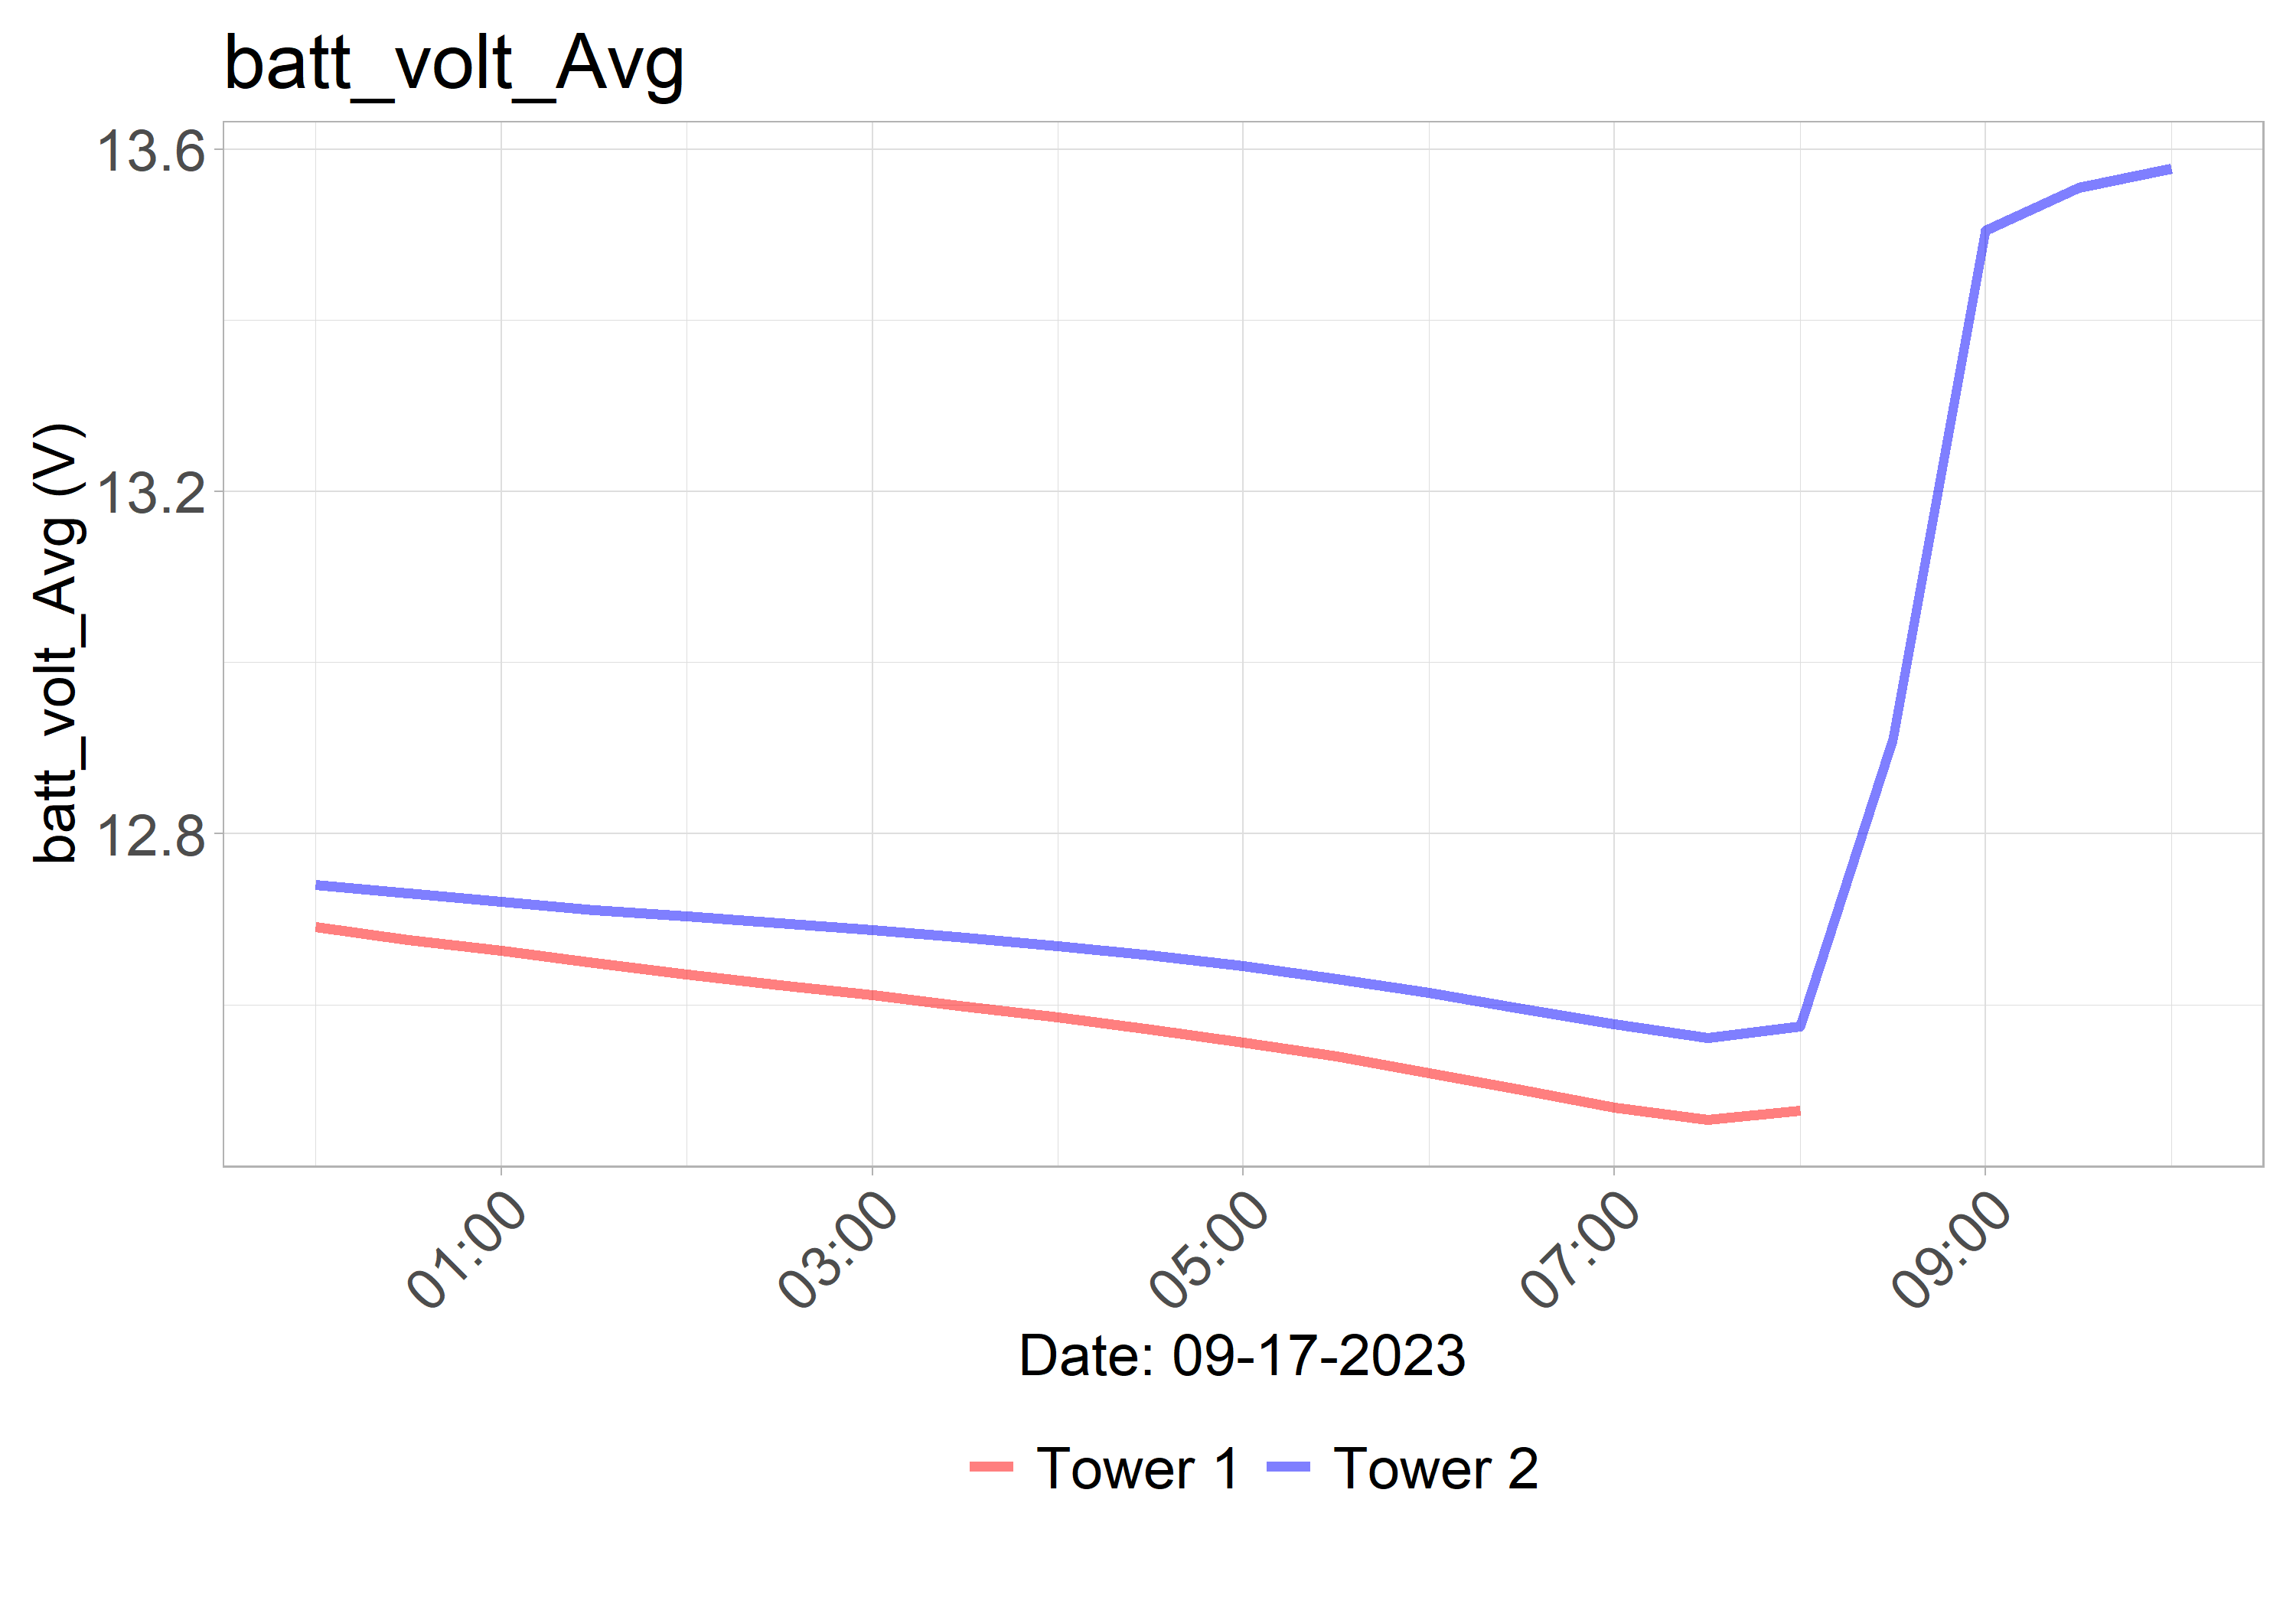 batt_volt_Avg
batt_volt_Avg (V)
13.6
13.2
12.8
01:00
03:00
05:00
07:00
09:00
Date: 09-17-2023
Tower 1
Tower 2